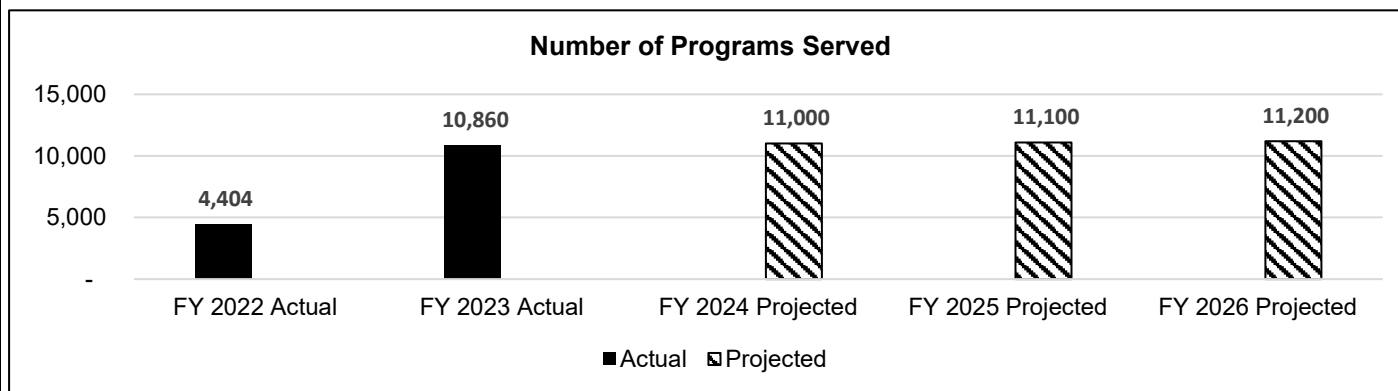 Number of Programs Served
15,000
10,000
5,000
-
4,404
10,860
11,000
11,100
11,200
FY 2022 Actual
FY 2023 Actual
FY 2024 Projected
FY 2025 Projected
FY 2026 Projected
Actual
Projected